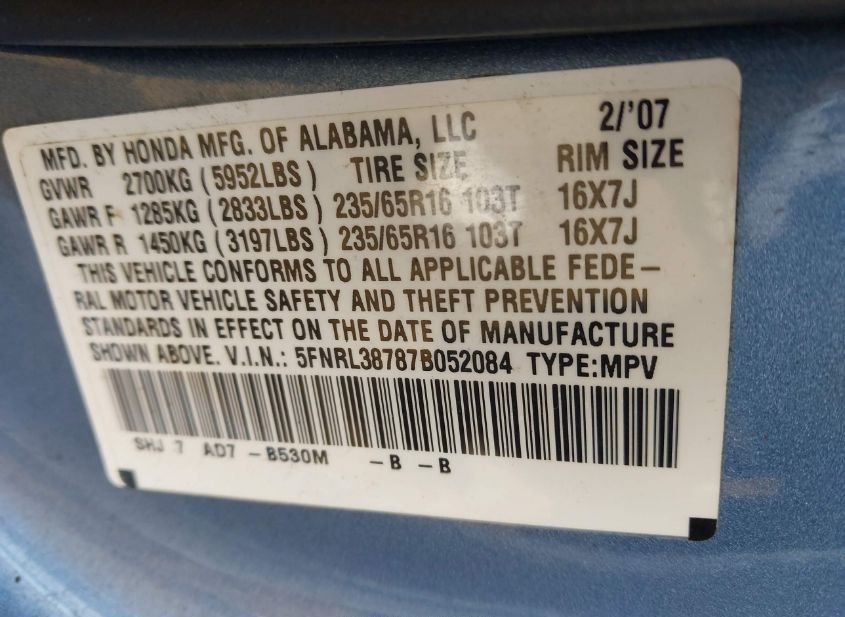 MFD. BY HONDA MFG. OF ALABAMA, LLC 2/'07
GVWR 2700KG (5952LBS) TIRE SIZE RIM SIZE
GAWR F 1285KG (2833LBS) 235/65R16 103T 16X7J
GAWR R 1450KG (3197LBS) 235/65R16 103T 16X7J
THIS VEHICLE CONFORMS TO ALL APPLICABLE FEDE-
RAL MOTOR VEHICLE SAFETY AND THEFT PREVENTION
STANDARDS IN EFFECT ON THE DATE OF MANUFACTURE
SHOWN ABOVE. V.I.N.: 5FNRL38787B052084 TYPE:MPV
SHJ 7 AD7 -B530M -B -B